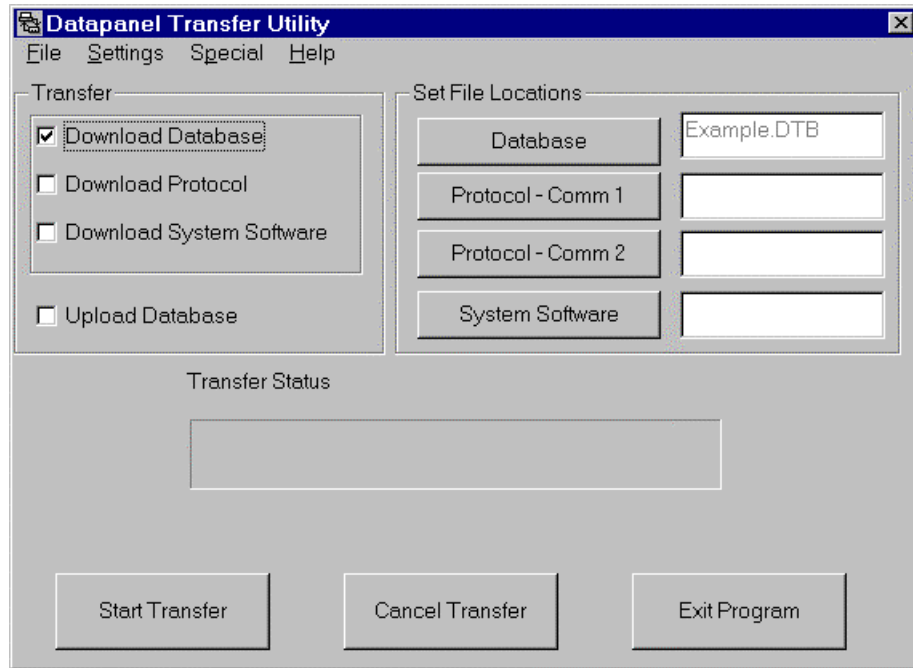 Datapanel Transfer Utility
File Settings Special Help
Transfer
Download Database
Download Protocol
Download System Software
Upload Database
Set File Locations
Database
Example.DTB
Protocol - Comm 1
Protocol - Comm 2
System Software
Transfer Status
Start Transfer
Cancel Transfer
Exit Program